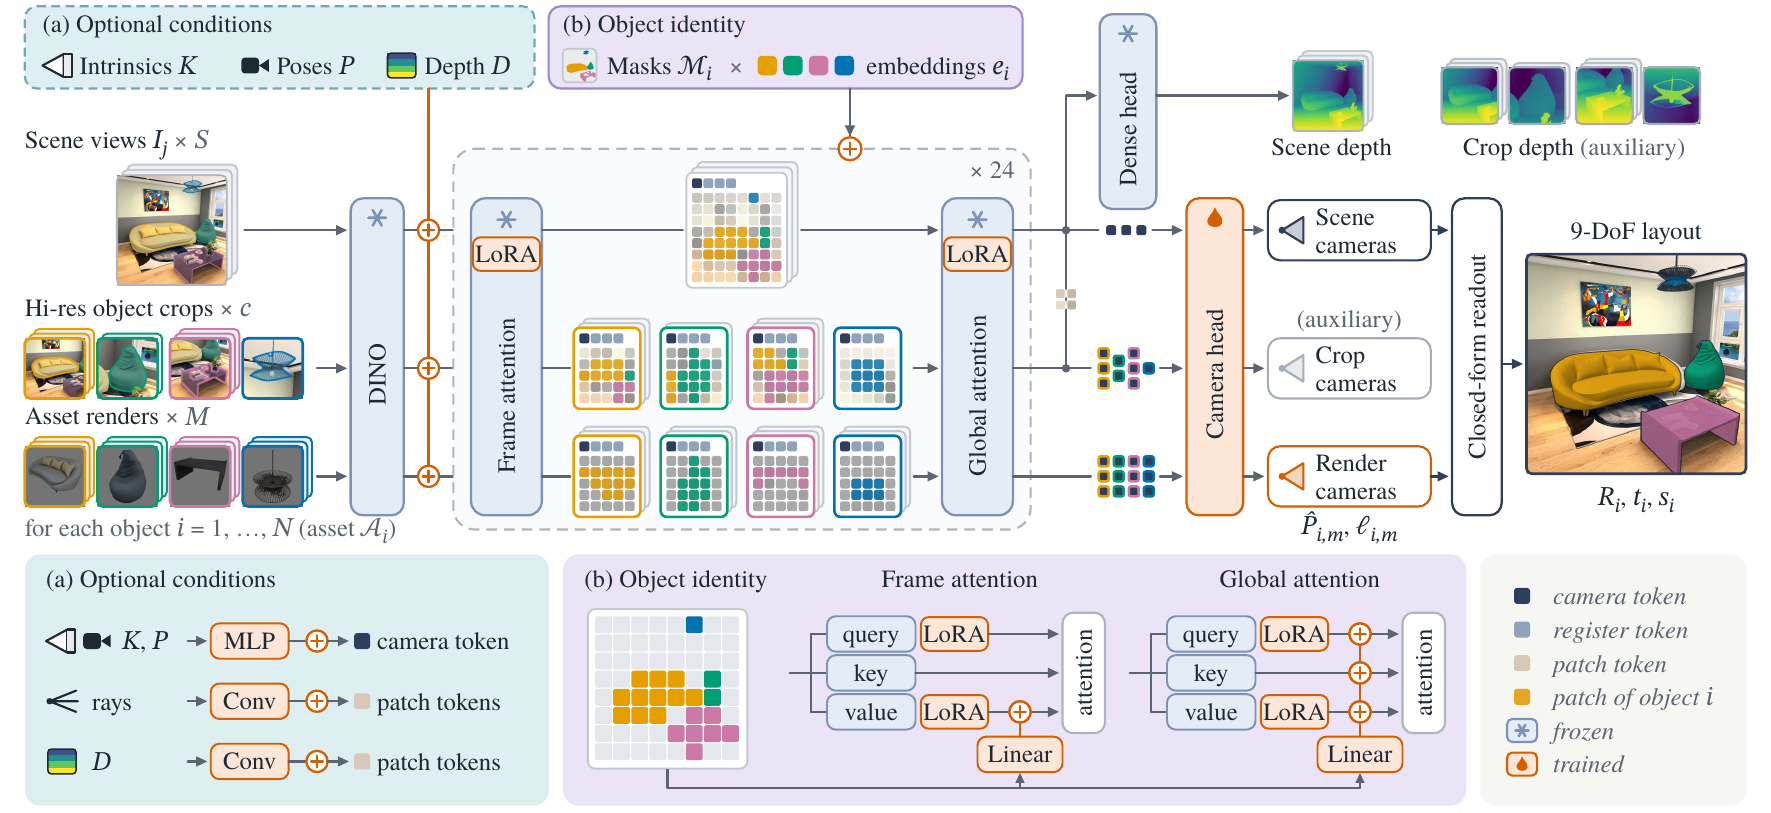 (a) Optional conditions
Intrinsics K
Poses P
Depth D
(b) Object identity
Masks ℳi × embeddings ei
Scene views Ij × S
Hi-res object crops × c
Asset renders × M
for each object i = 1, …, N (asset 𝒜i)
DINO
× 24
Frame attention
LoRA
Global attention
LoRA
Dense head
Scene depth
Crop depth (auxiliary)
Camera head
Scene
cameras
(auxiliary)
Crop
cameras
Render
cameras
P̂i,m, ℓi,m
Closed-form readout
9-DoF layout
Ri, ti, si
(a) Optional conditions
K, P
MLP
camera token
rays
Conv
patch tokens
D
Conv
patch tokens
(b) Object identity
Frame attention
query
LoRA
key
value
LoRA
Linear
attention
Global attention
query
LoRA
key
value
LoRA
Linear
attention
camera token
register token
patch token
patch of object i
frozen
trained